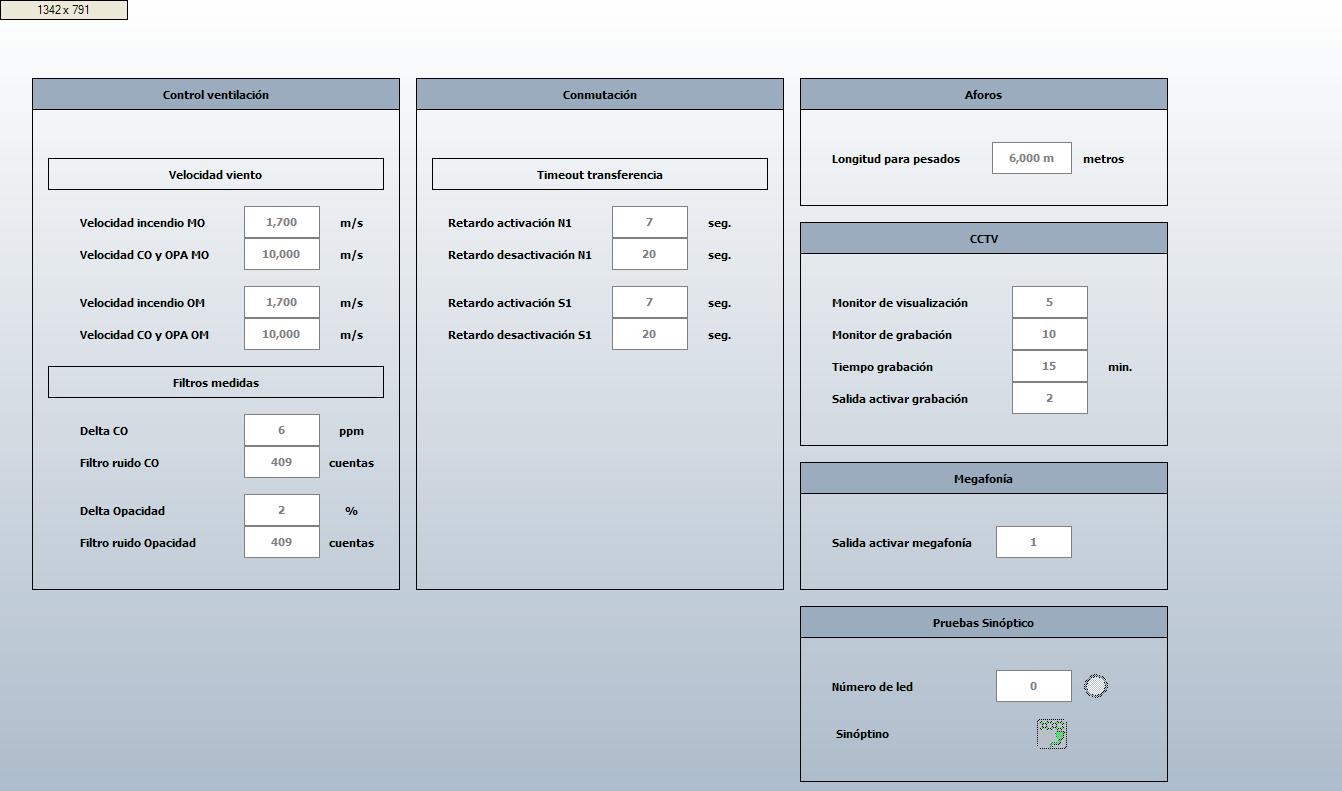 1342 x 791
Control ventilación
Velocidad viento
Velocidad incendio MO 1,700 m/s
Velocidad CO y OPA MO 10,000 m/s
Velocidad incendio OM 1,700 m/s
Velocidad CO y OPA OM 10,000 m/s
Filtros medidas
Delta CO 6 ppm
Filtro ruido CO 409 cuentas
Delta Opacidad 2 %
Filtro ruido Opacidad 409 cuentas
Conmutación
Timeout transferencia
Retardo activación N1 7 seg.
Retardo desactivación N1 20 seg.
Retardo activación S1 7 seg.
Retardo desactivación S1 20 seg.
Aforos
Longitud para pesados 6,000 m metros
CCTV
Monitor de visualización 5
Monitor de grabación 10
Tiempo grabación 15 min.
Salida activar grabación 2
Megafonía
Salida activar megafonía 1
Pruebas Sinóptico
Número de led 0
Sinóptino